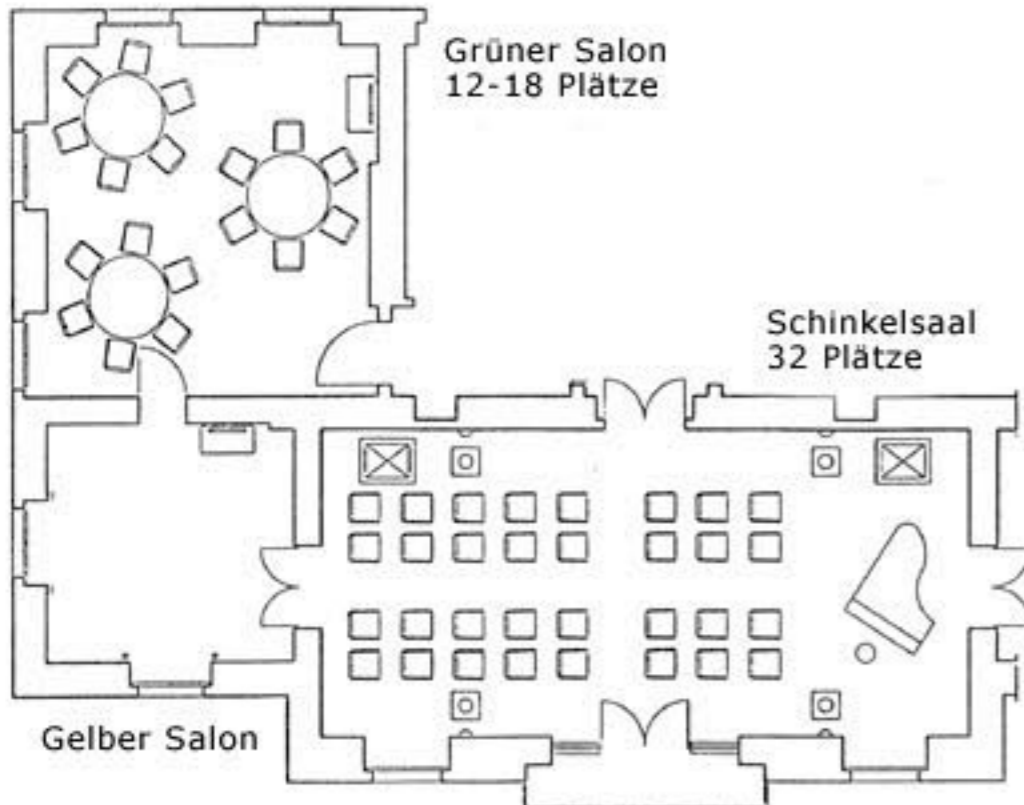 Grüner Salon
12-18 Plätze
Schinkelsaal
32 Plätze
Gelber Salon